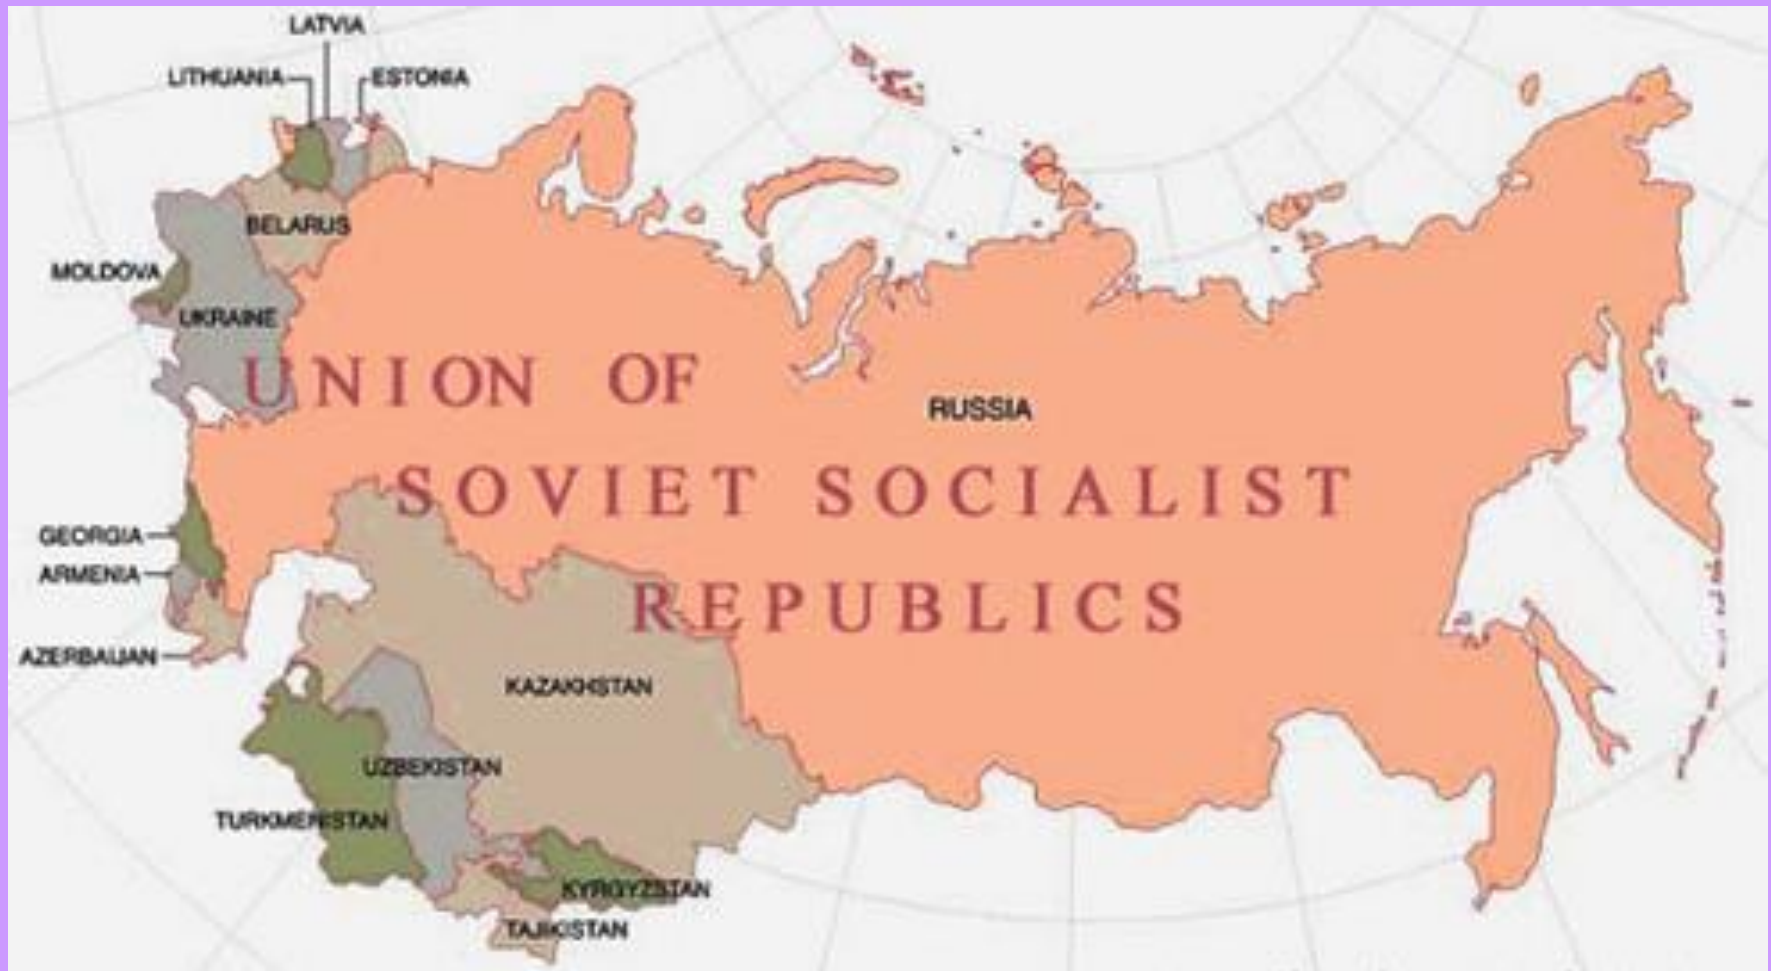 LATVIA
LITHUANIA
ESTONIA
BELARUS
MOLDOVA
UKRAINE
UNION OF
RUSSIA
SOVIET SOCIALIST
GEORGIA
ARMENIA
REPUBLICS
AZERBAIJAN
KAZAKHSTAN
UZBEKISTAN
TURKMENISTAN
KYRGYZSTAN
TAJIKISTAN